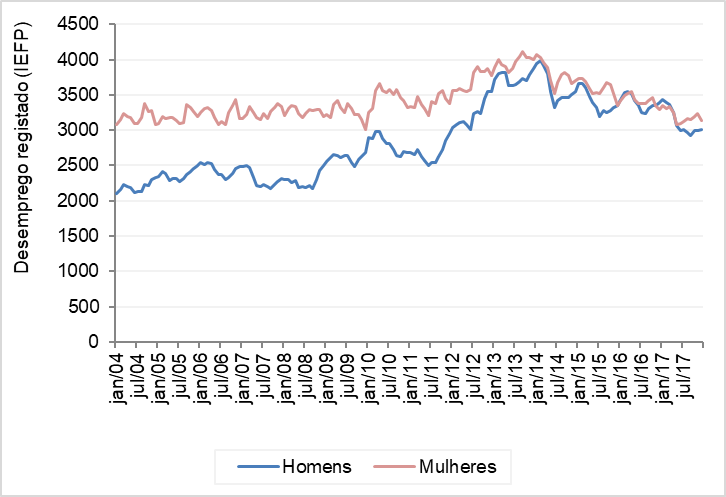 Desemprego registado (IEFP)
4500
4000
3500
3000
2500
2000
1500
1000
500
0
jan/04
jul/04
jan/05
jul/05
jan/06
jul/06
jan/07
jul/07
jan/08
jul/08
jan/09
jul/09
jan/10
jul/10
jan/11
jul/11
jan/12
jul/12
jan/13
jul/13
jan/14
jul/14
jan/15
jul/15
jan/16
jul/16
jan/17
jul/17
Homens Mulheres